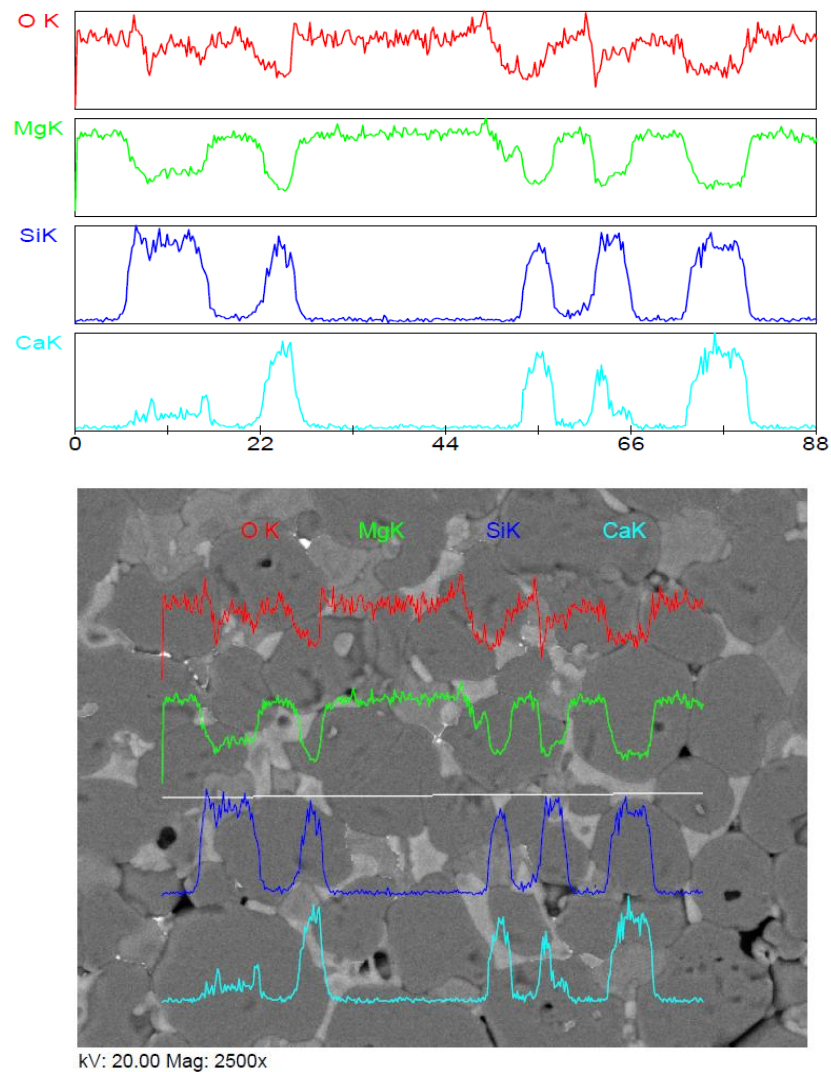 O K
MgK
SiK
CaK
0 22 44 66 88
O K MgK SiK CaK
kV: 20.00 Mag: 2500x